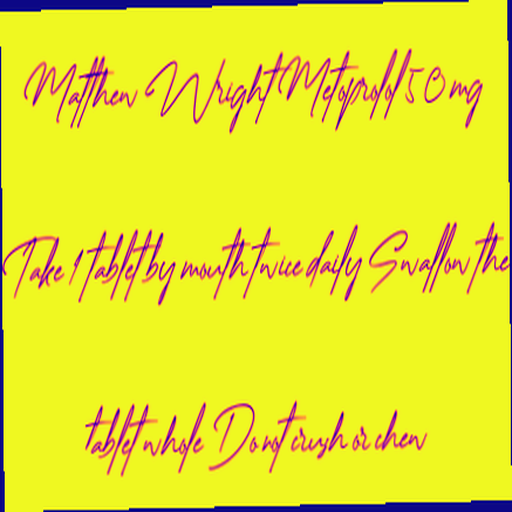 Matthew Wright Metoprolol 50 mg
Take 1 tablet by mouth twice daily Swallow the
tablet whole Do not crush or chew